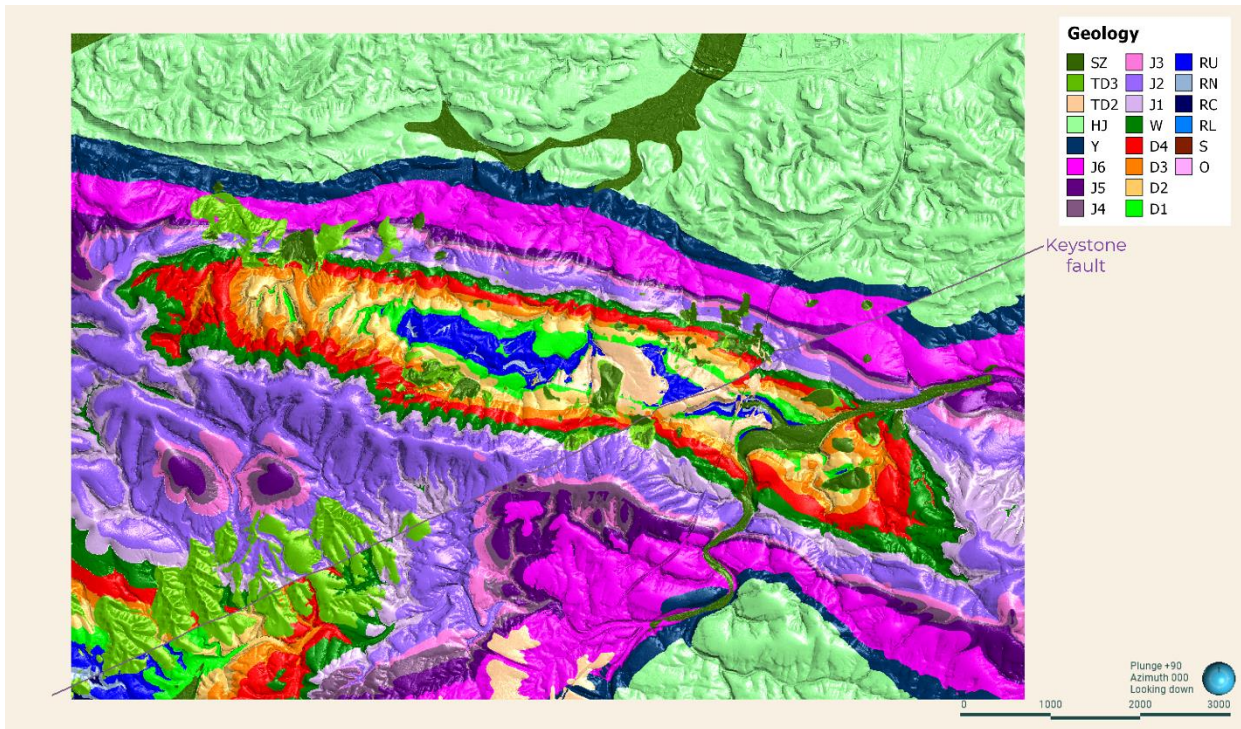 Geology
SZ J3 RU
TD3 J2 RN
TD2 J1 RC
HJ W RL
Y D4 S
J6 D3 O
J5 D2
J4 D1
Keystone
fault
Plunge +90
Azimuth 000
Looking down
0 1000 2000 3000